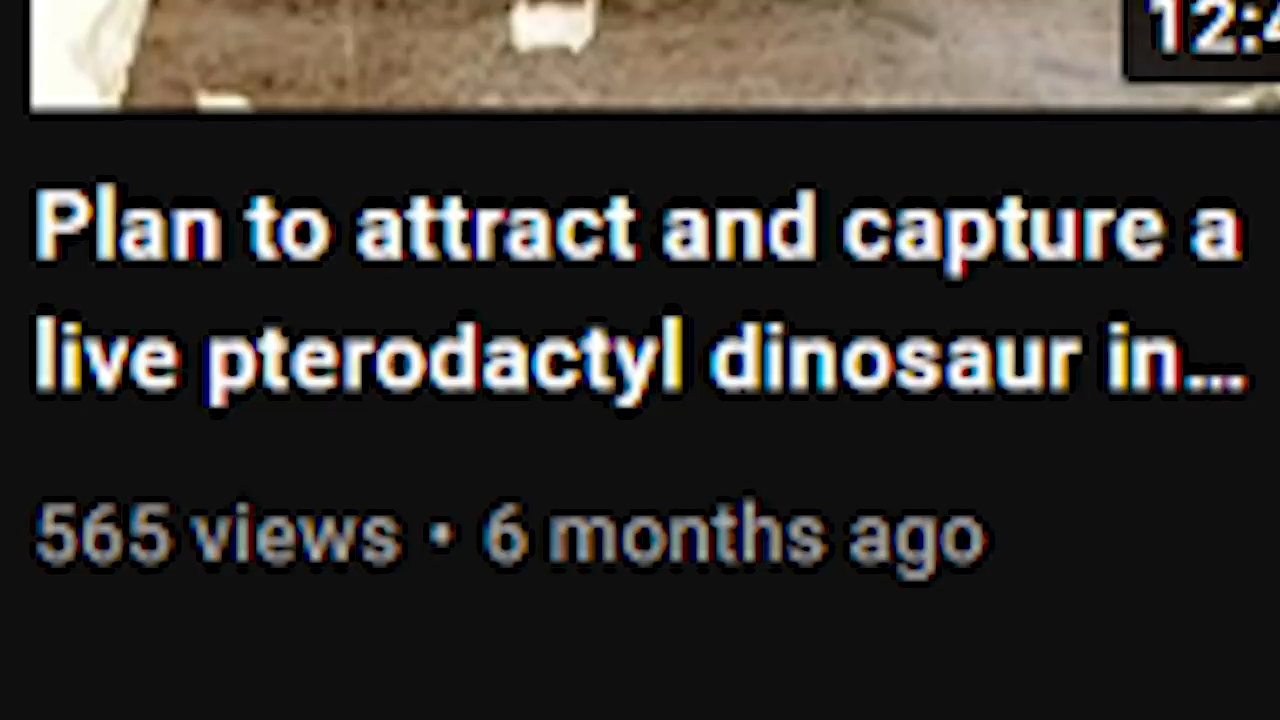 Plan to attract and capture a
live pterodactyl dinosaur in...
565 views • 6 months ago